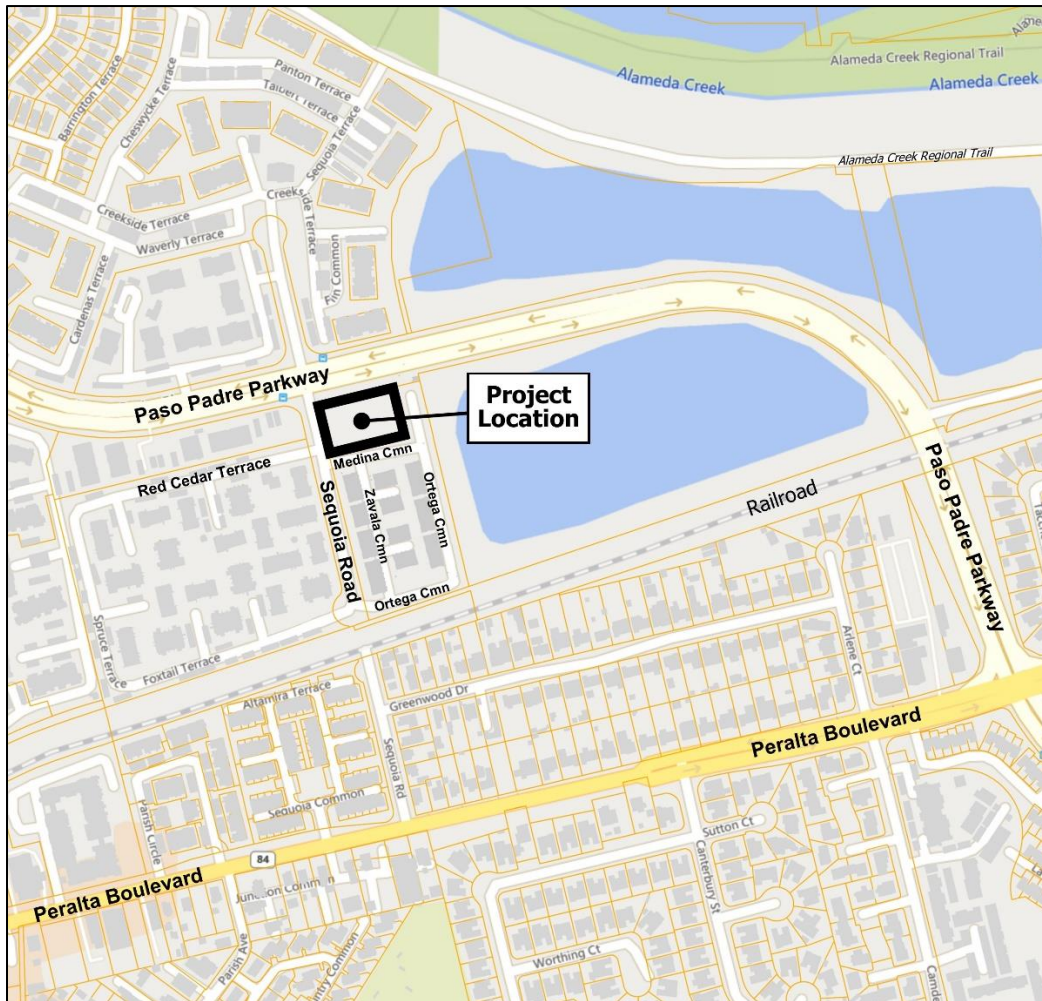 Alameda Creek Regional Trail
Alameda Creek
Alameda Creek
Panton Terrace
Talbert Terrace
Barrington Terrace
Cheswycke Terrace
Sequoia Terrace
Alameda Creek Regional Trail
Creekside Terrace
Creekside Terrace
Waverly Terrace
Cardenas Terrace
Paso Padre Parkway
Project
Location
Medina Cmn
Red Cedar Terrace
Sequoia Road
Zavala Cmn
Ortega Cmn
Ortega Cmn
Railroad
Paso Padre Parkway
Spruce Terrace
Foxtail Terrace
Altamira Terrace
Greenwood Dr
Arlene Ct
Sequoia Rd
Peralta Boulevard
Sequoia Common
Parish Circle
84
Sutton Ct
Canterbury St
Peralta Boulevard
Parish Ave
Worthing Ct